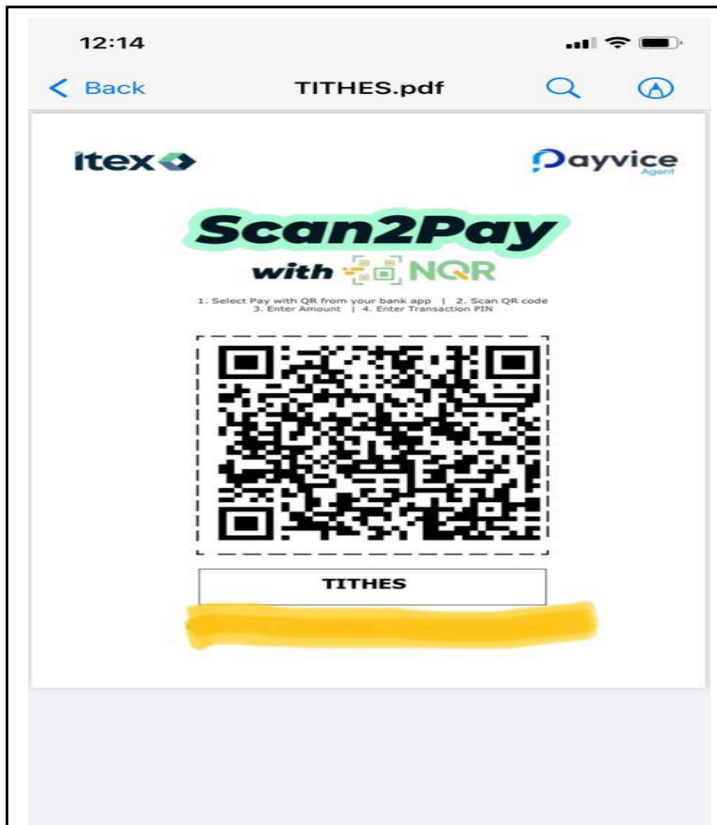 12:14
Back TITHES.pdf
itex Payvice
Agent
Scan2Pay
with NQR
1. Select Pay with QR from your bank app | 2. Scan QR code
3. Enter Amount | 4. Enter Transaction PIN
TITHES